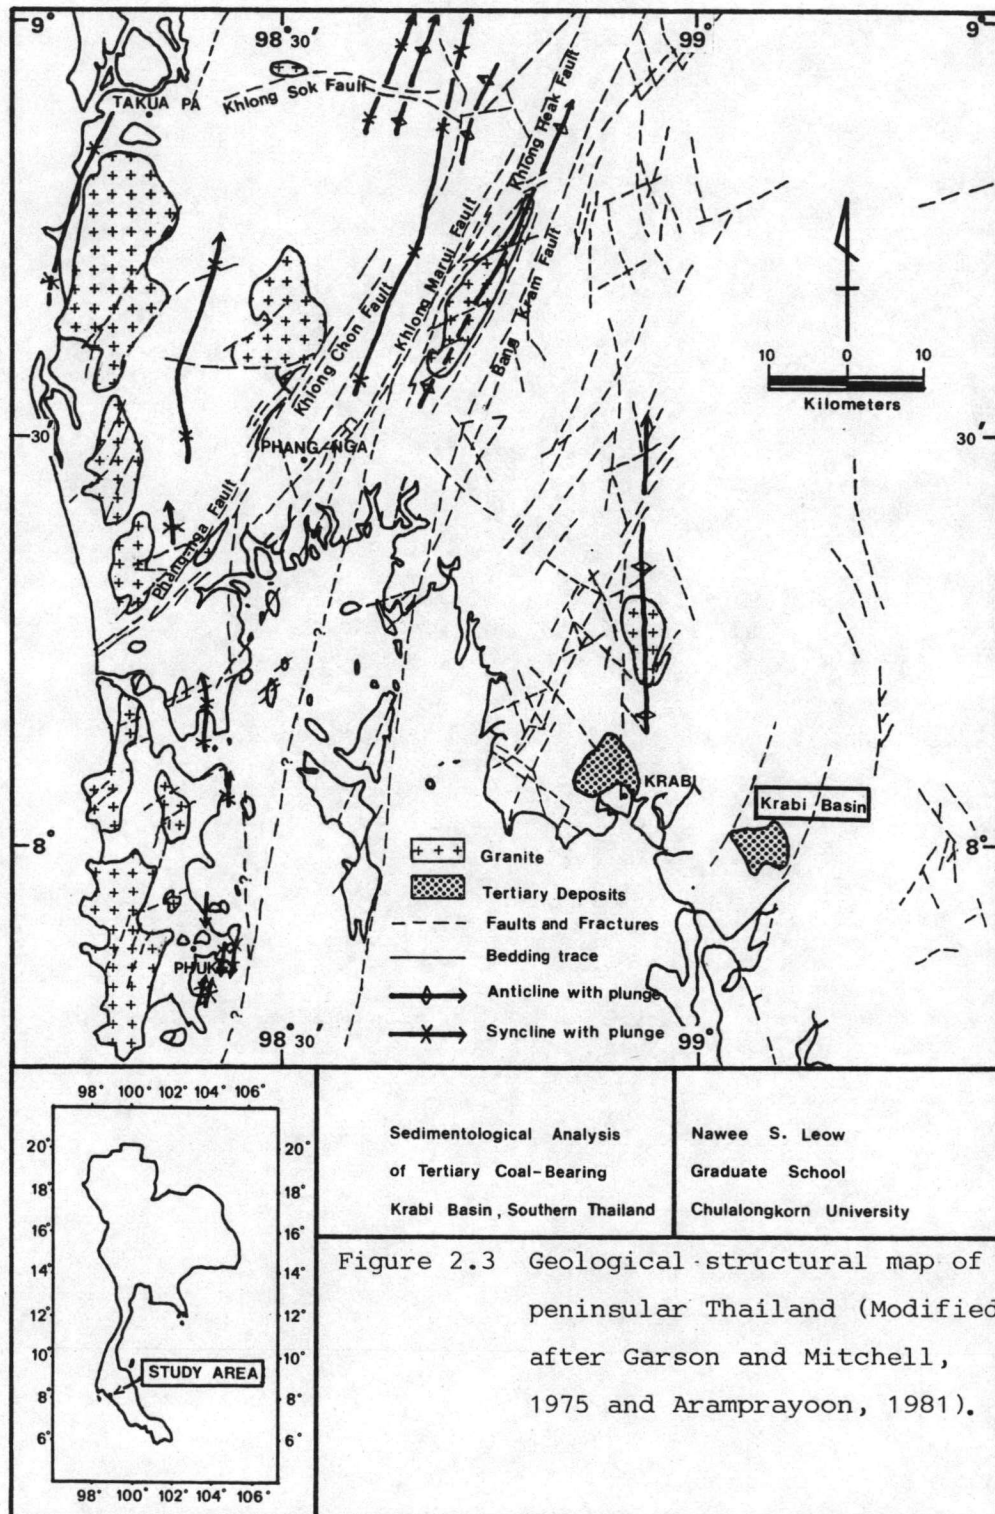 9°
98° 30'
99°
9°
TAKUA PA
Khlong Sok Fault
Khlong Heak Fault
Khlong Marui Fault
Khlong Chon Fault
Bang Kram Fault
10 0 10
Kilometers
30'
PHANG-NGA
30'
Phang-nga Fault
?
?
?
?
KRABI
Krabi Basin
8°
8°
Granite
Tertiary Deposits
Faults and Fractures
Bedding trace
Anticline with plunge
Syncline with plunge
PHUKET
98° 30'
99°
98° 100° 102° 104° 106°
20° 20°
18° 18°
16° 16°
14° 14°
12° 12°
10° 10°
STUDY AREA
8° 8°
6° 6°
98° 100° 102° 104° 106°
Sedimentological Analysis
of Tertiary Coal-Bearing
Krabi Basin, Southern Thailand
Nawee S. Leow
Graduate School
Chulalongkorn University
Figure 2.3 Geological structural map of
peninsular Thailand (Modified
after Garson and Mitchell,
1975 and Aramprayoon, 1981).